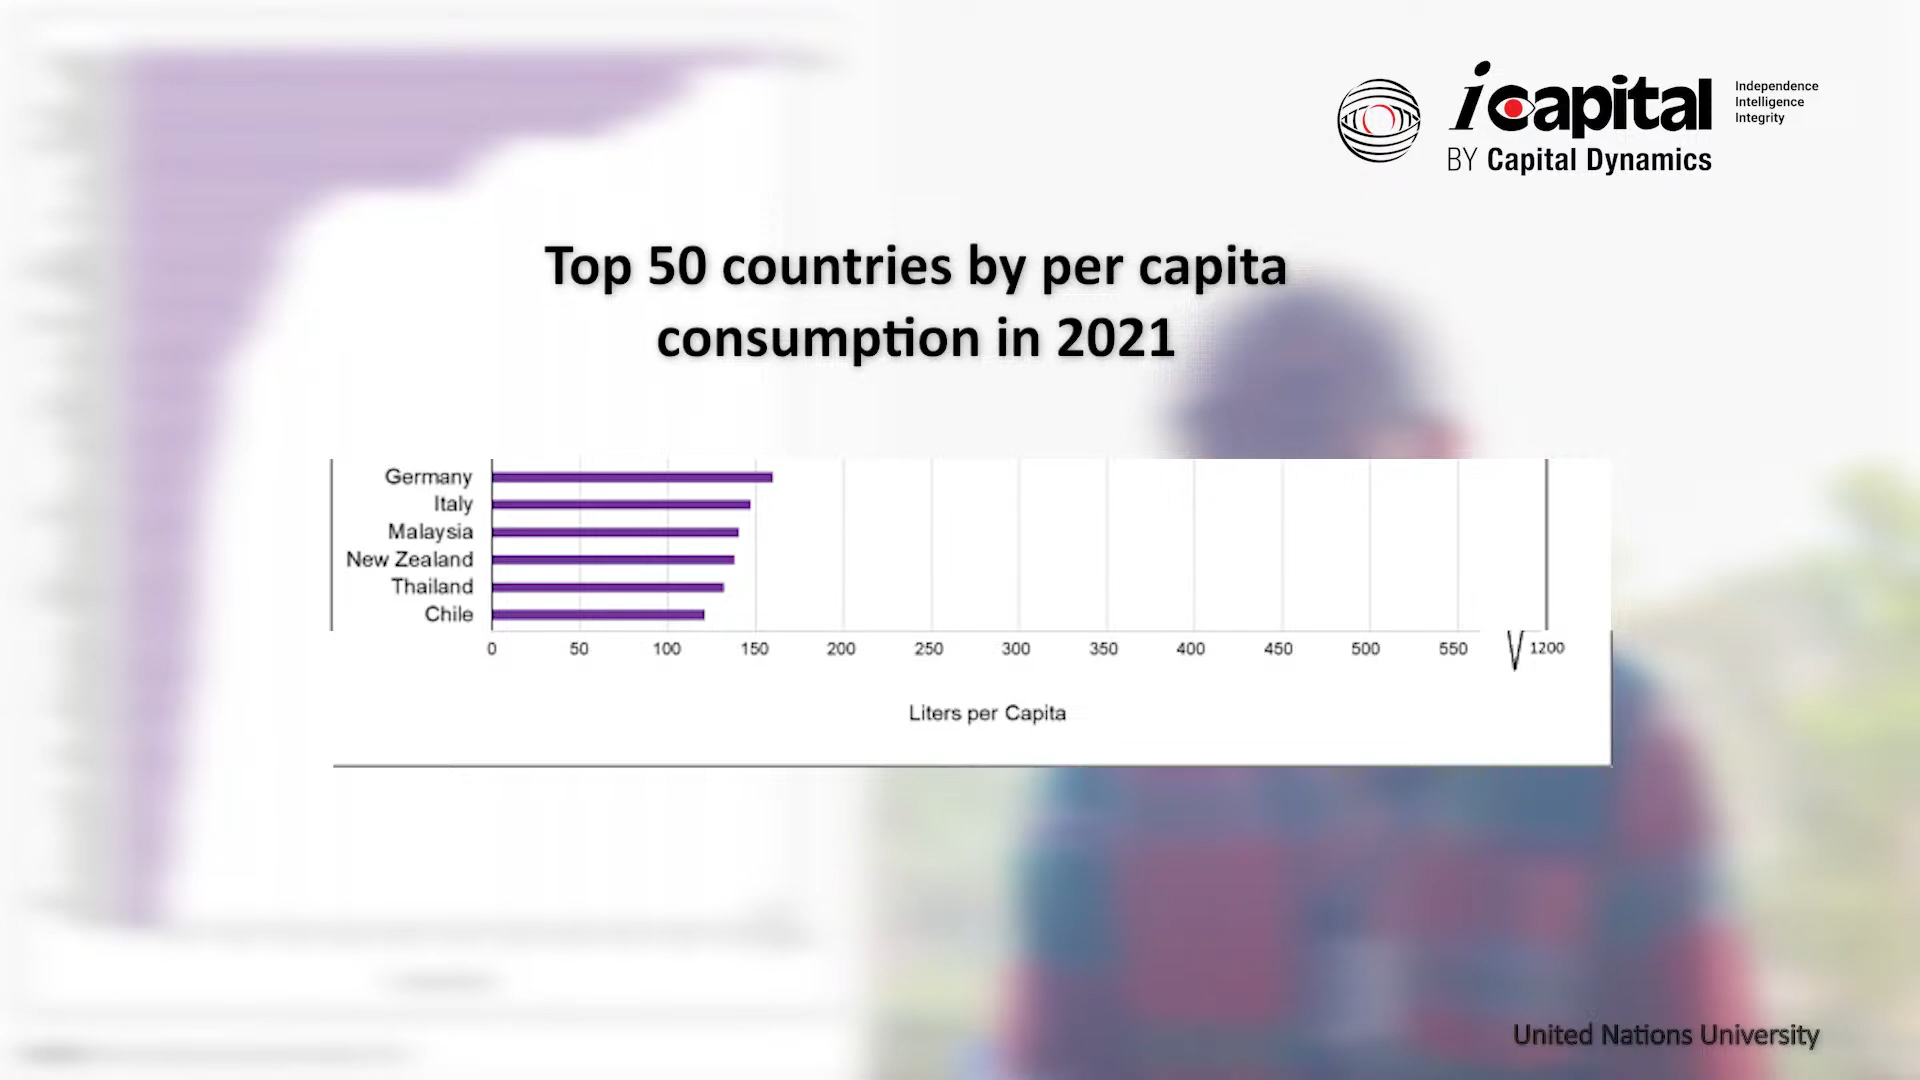 icapital
BY Capital Dynamics
Independence
Intelligence
Integrity
Top 50 countries by per capita
consumption in 2021
Germany
Italy
Malaysia
New Zealand
Thailand
Chile
0 50 100 150 200 250 300 350 400 450 500 550 1200
Liters per Capita
United Nations University